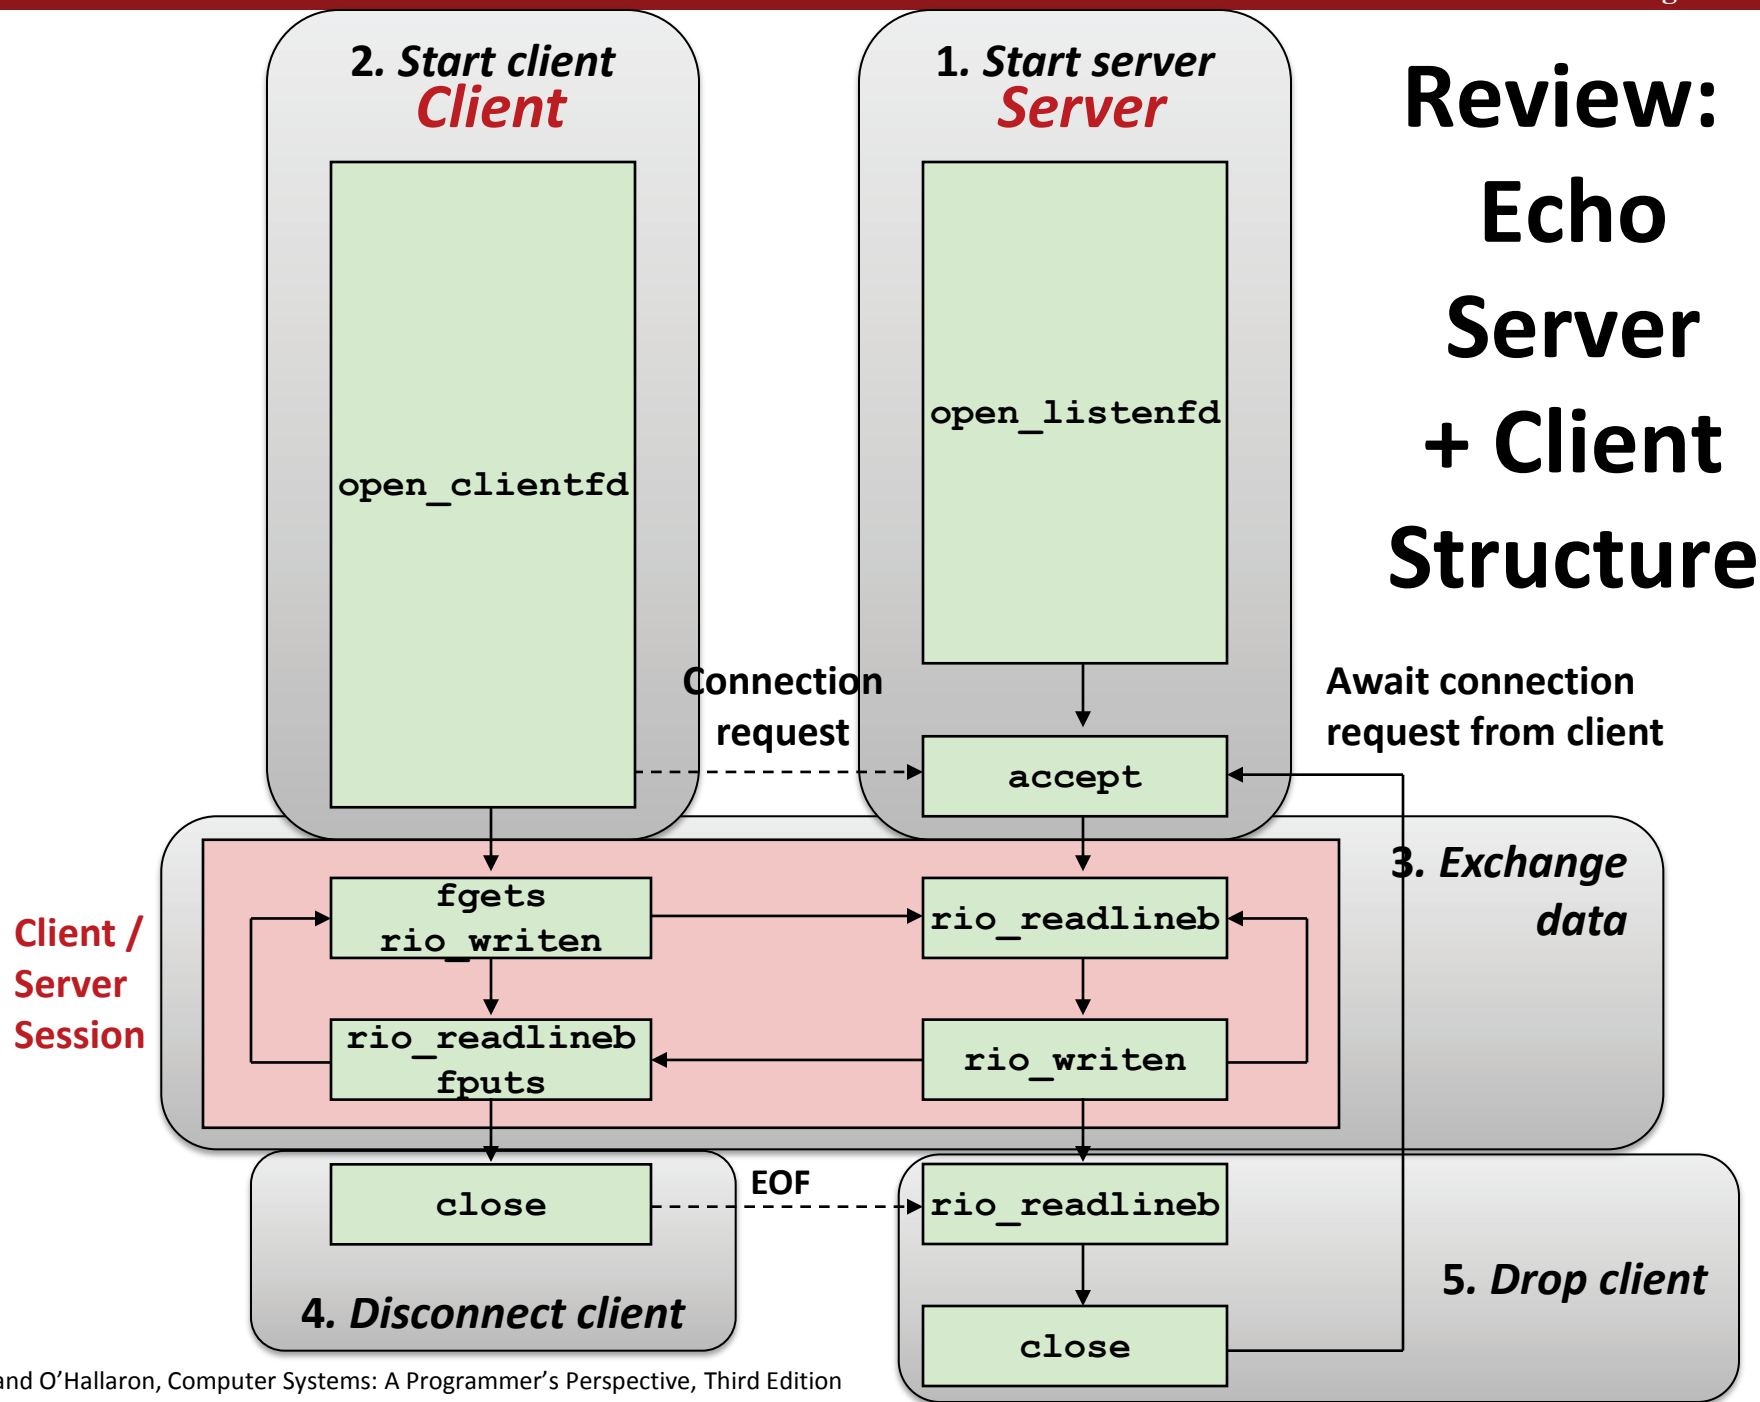 2. Start client
Client
1. Start server
Server
Review:
Echo
Server
+ Client
Structure
open_listenfd
open_clientfd
Connection
request
Await connection
request from client
accept
3. Exchange
data
Client /
Server
Session
fgets
rio_writen
rio_readlineb
rio_readlineb
fputs
rio_writen
close
EOF
rio_readlineb
4. Disconnect client
5. Drop client
close
and O'Hallaron, Computer Systems: A Programmer's Perspective, Third Edition